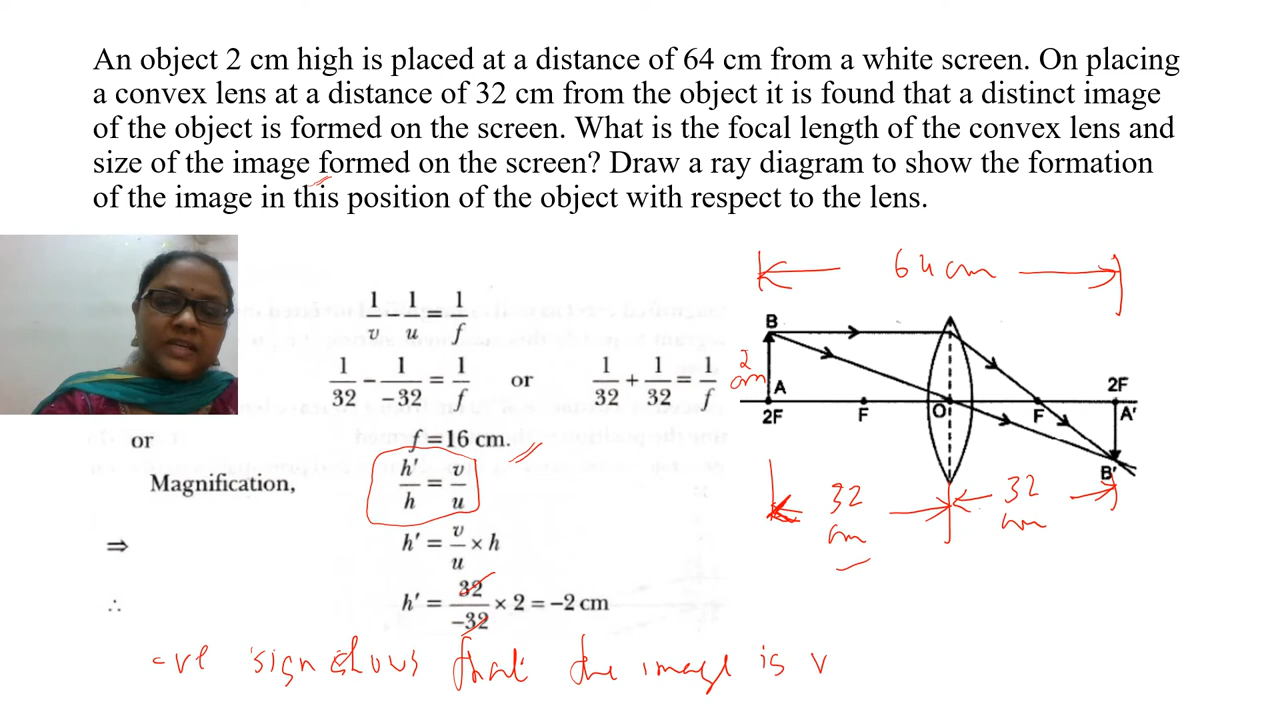 An object 2 cm high is placed at a distance of 64 cm from a white screen. On placing
a convex lens at a distance of 32 cm from the object it is found that a distinct image
of the object is formed on the screen. What is the focal length of the convex lens and
size of the image formed on the screen? Draw a ray diagram to show the formation
of the image in this position of the object with respect to the lens.
1/v - 1/u = 1/f
1/32 - 1/-32 = 1/f or 1/32 + 1/32 = 1/f
or f = 16 cm.
Magnification, h'/h = v/u
⇒ h' = v/u × h
∴ h' = 32/-32 × 2 = -2 cm
-ve sign shows that the image is
64 cm
B
2 cm
A
2F F O F 2F A'
B'
32 cm 32 cm